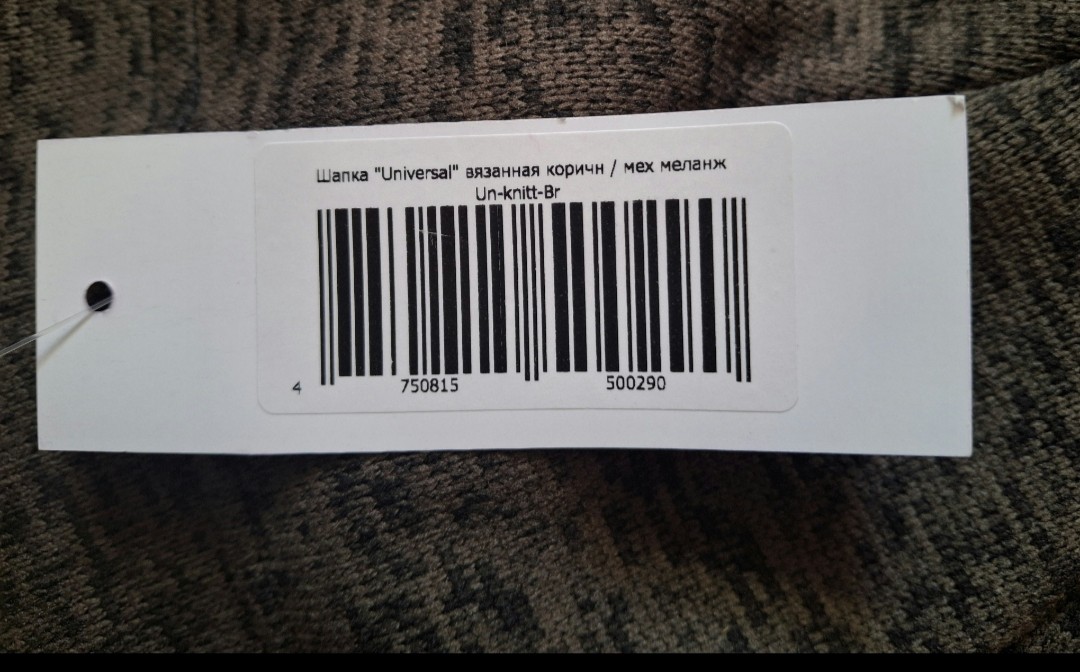 Шапка "Universal" вязанная коричн / мех меланж
Un-knitt-Br
4 750815 500290